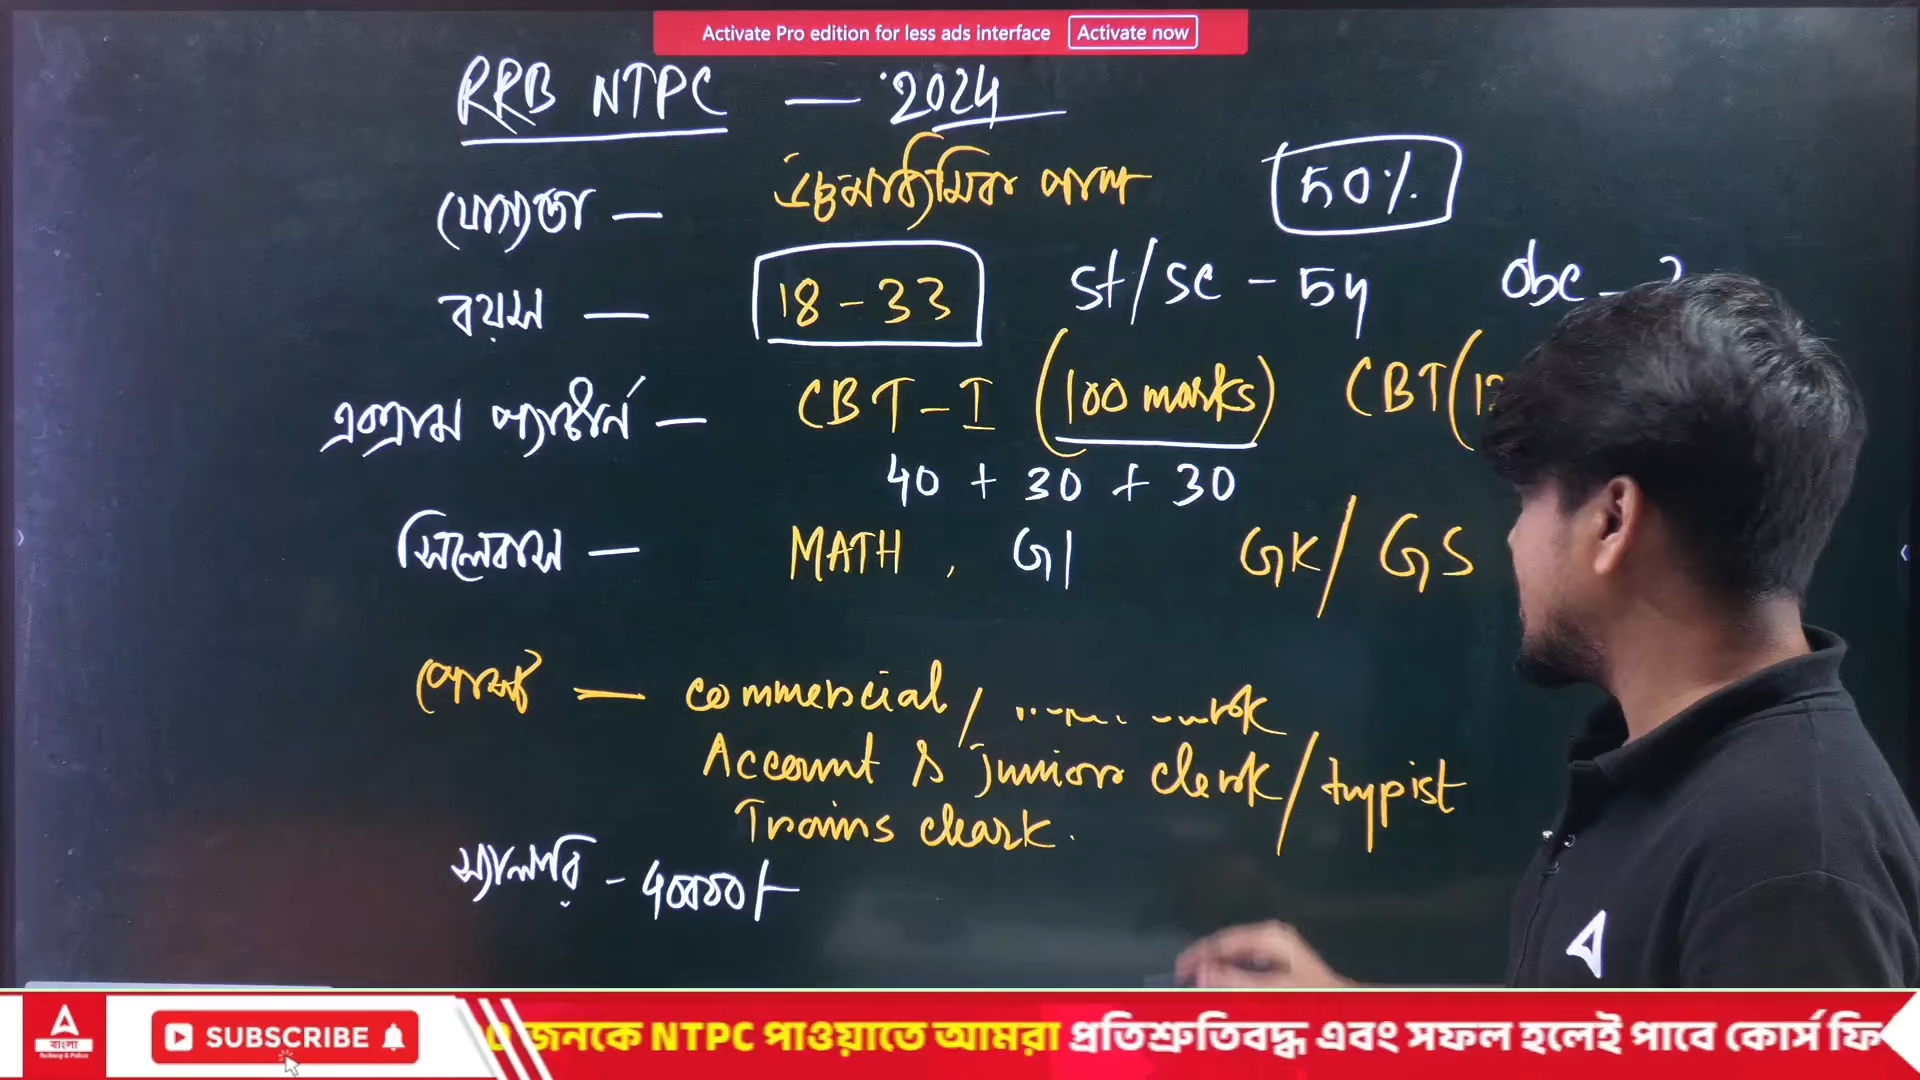 Activate Pro edition for less ads interface Activate now
RRB NTPC — 2024
যোগ্যতা — উচ্চমাধ্যমিক পাশ 50%
বয়স — 18 - 33 st/sc - 5y obc -
এক্সাম প্যাটার্ন — CBT - I (100 marks) CBT (12
40 + 30 + 30
সিলেবাস — MATH, GI GK/GS
পোস্ট — commercial /
Account & junior clerk / typist
Trains clerk.
স্যালারি - 40000/-
বাংলা
SUBSCRIBE
জনকে NTPC পাওয়াতে আমরা প্রতিশ্রুতিবদ্ধ এবং সফল হলেই পাবে কোর্স ফি